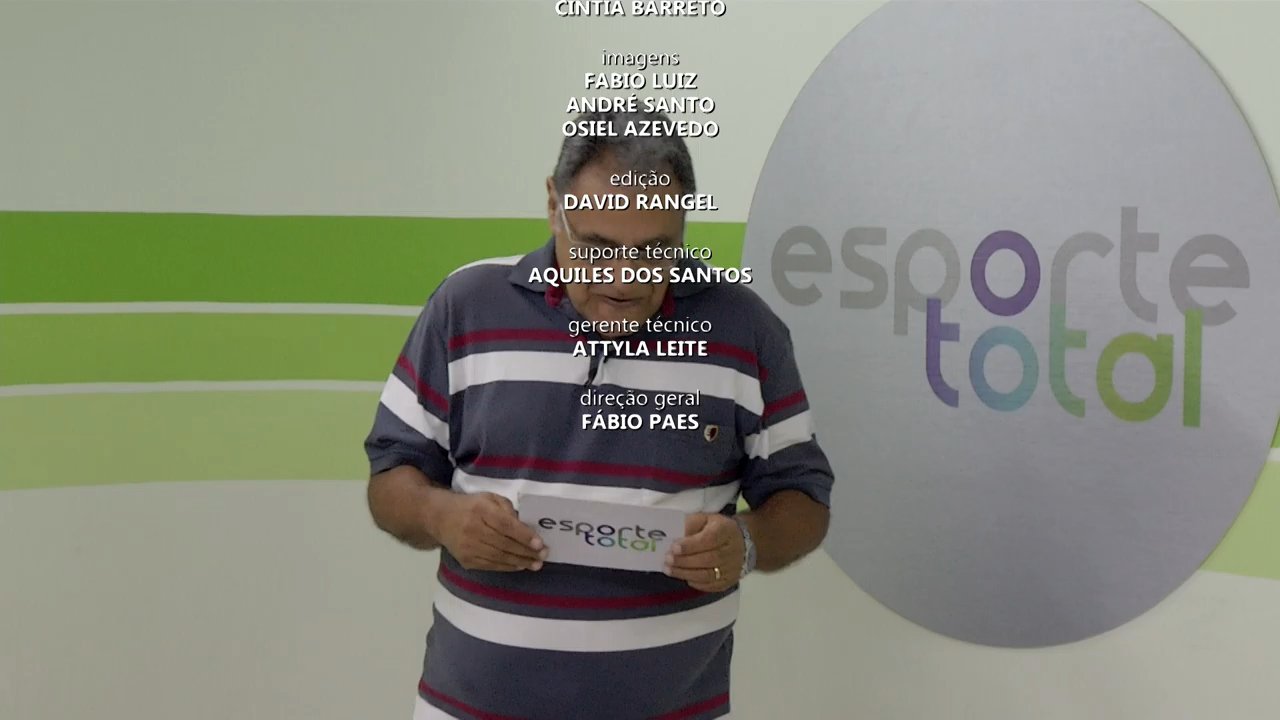 CINTIA BARRETO
imagens
FABIO LUIZ
ANDRÉ SANTO
OSIEL AZEVEDO
edição
DAVID RANGEL
suporte técnico
AQUILES DOS SANTOS
gerente técnico
ATTYLA LEITE
direção geral
FÁBIO PAES
esporte
total
esporte
total